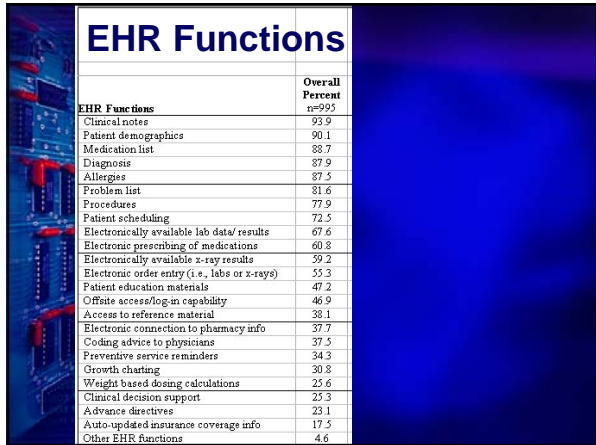 EHR Functions
Overall
Percent
EHR Functions n=995
Clinical notes 93.9
Patient demographics 90.1
Medication list 88.7
Diagnosis 87.9
Allergies 87.5
Problem list 81.6
Procedures 77.9
Patient scheduling 72.5
Electronically available lab data/ results 67.6
Electronic prescribing of medications 60.8
Electronically available x-ray results 59.2
Electronic order entry (i.e., labs or x-rays) 55.3
Patient education materials 47.2
Offsite access/log-in capability 46.9
Access to reference material 38.1
Electronic connection to pharmacy info 37.7
Coding advice to physicians 37.5
Preventive service reminders 34.3
Growth charting 30.8
Weight based dosing calculations 25.6
Clinical decision support 25.3
Advance directives 23.1
Auto-updated insurance coverage info 17.5
Other EHR functions 4.6